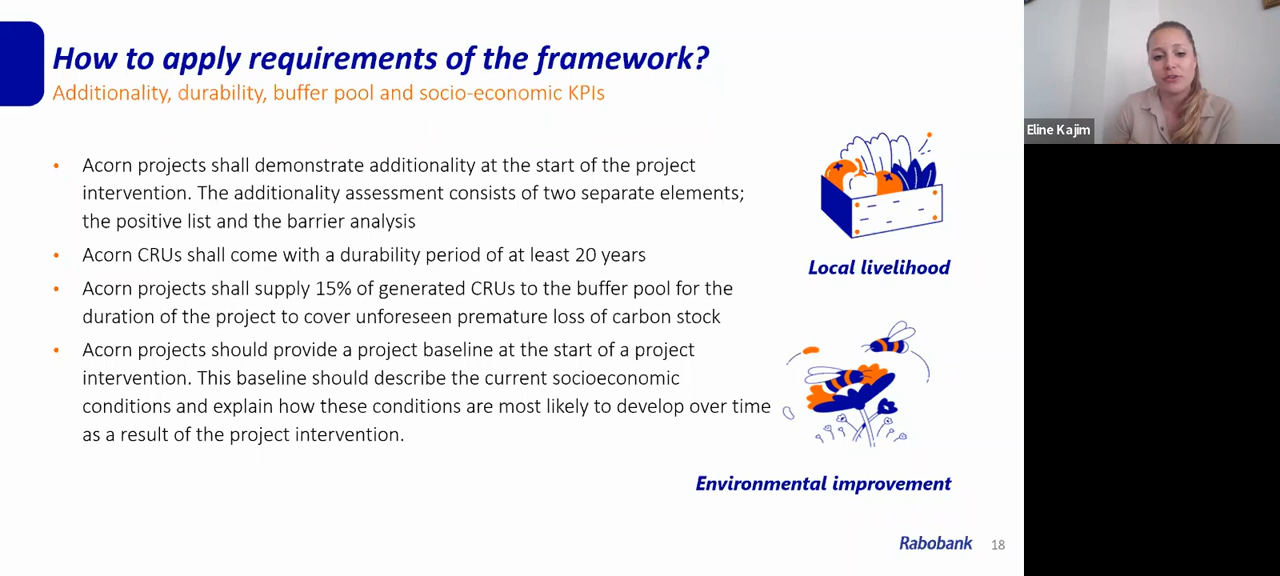 How to apply requirements of the framework?
Additionality, durability, buffer pool and socio-economic KPIs
• Acorn projects shall demonstrate additionality at the start of the project
intervention. The additionality assessment consists of two separate elements;
the positive list and the barrier analysis
• Acorn CRUs shall come with a durability period of at least 20 years
• Acorn projects shall supply 15% of generated CRUs to the buffer pool for the
duration of the project to cover unforeseen premature loss of carbon stock
• Acorn projects should provide a project baseline at the start of a project
intervention. This baseline should describe the current socioeconomic
conditions and explain how these conditions are most likely to develop over time
as a result of the project intervention.
Local livelihood
Environmental improvement
Rabobank 18
Eline Kajim